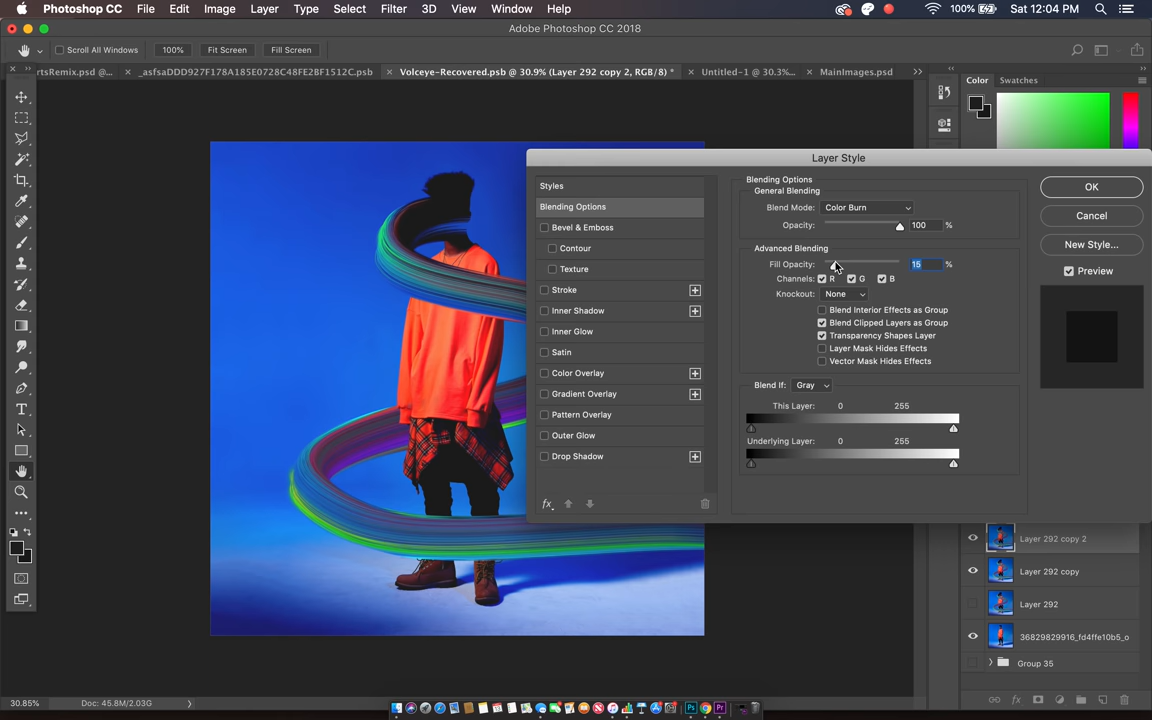 Photoshop CC File Edit Image Layer Type Select Filter 3D View Window Help 100% Sat 12:04 PM
Adobe Photoshop CC 2018
Scroll All Windows 100% Fit Screen Fill Screen
rtsRemix.psd @... _asfsaDDD927F178A185E0728C48FE2BF1512C.psb Volceye-Recovered.psb @ 30.9% (Layer 292 copy 2, RGB/8) * Untitled-1 @ 30.3%... MainImages.psd
Color Swatches
Layer Style
Styles
Blending Options
Bevel & Emboss
Contour
Texture
Stroke
Inner Shadow
Inner Glow
Satin
Color Overlay
Gradient Overlay
Pattern Overlay
Outer Glow
Drop Shadow
fx
Blending Options
General Blending
Blend Mode: Color Burn
Opacity: 100 %
Advanced Blending
Fill Opacity: 15 %
Channels: R G B
Knockout: None
Blend Interior Effects as Group
Blend Clipped Layers as Group
Transparency Shapes Layer
Layer Mask Hides Effects
Vector Mask Hides Effects
Blend If: Gray
This Layer: 0 255
Underlying Layer: 0 255
OK
Cancel
New Style...
Preview
Layer 292 copy 2
Layer 292 copy
Layer 292
36829829916_fd4ffe10b5_o
Group 35
fx
30.85% Doc: 45.8M/2.03G
Ps Pr